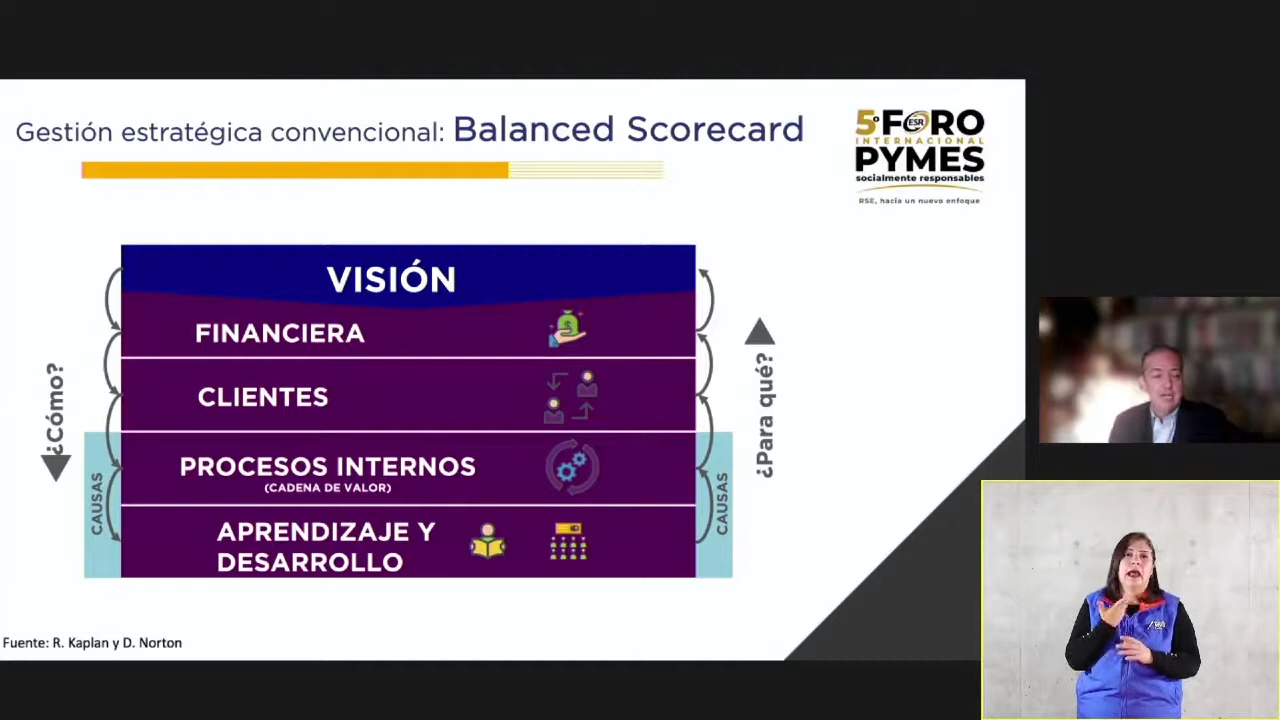 Gestión estratégica convencional: Balanced Scorecard
5º FORO
ESR
INTERNACIONAL
PYMES
socialmente responsables
RSE, hacia un nuevo enfoque
VISIÓN
FINANCIERA
CLIENTES
PROCESOS INTERNOS
(CADENA DE VALOR)
APRENDIZAJE Y
DESARROLLO
¿Cómo?
CAUSAS
¿Para qué?
CAUSAS
Fuente: R. Kaplan y D. Norton